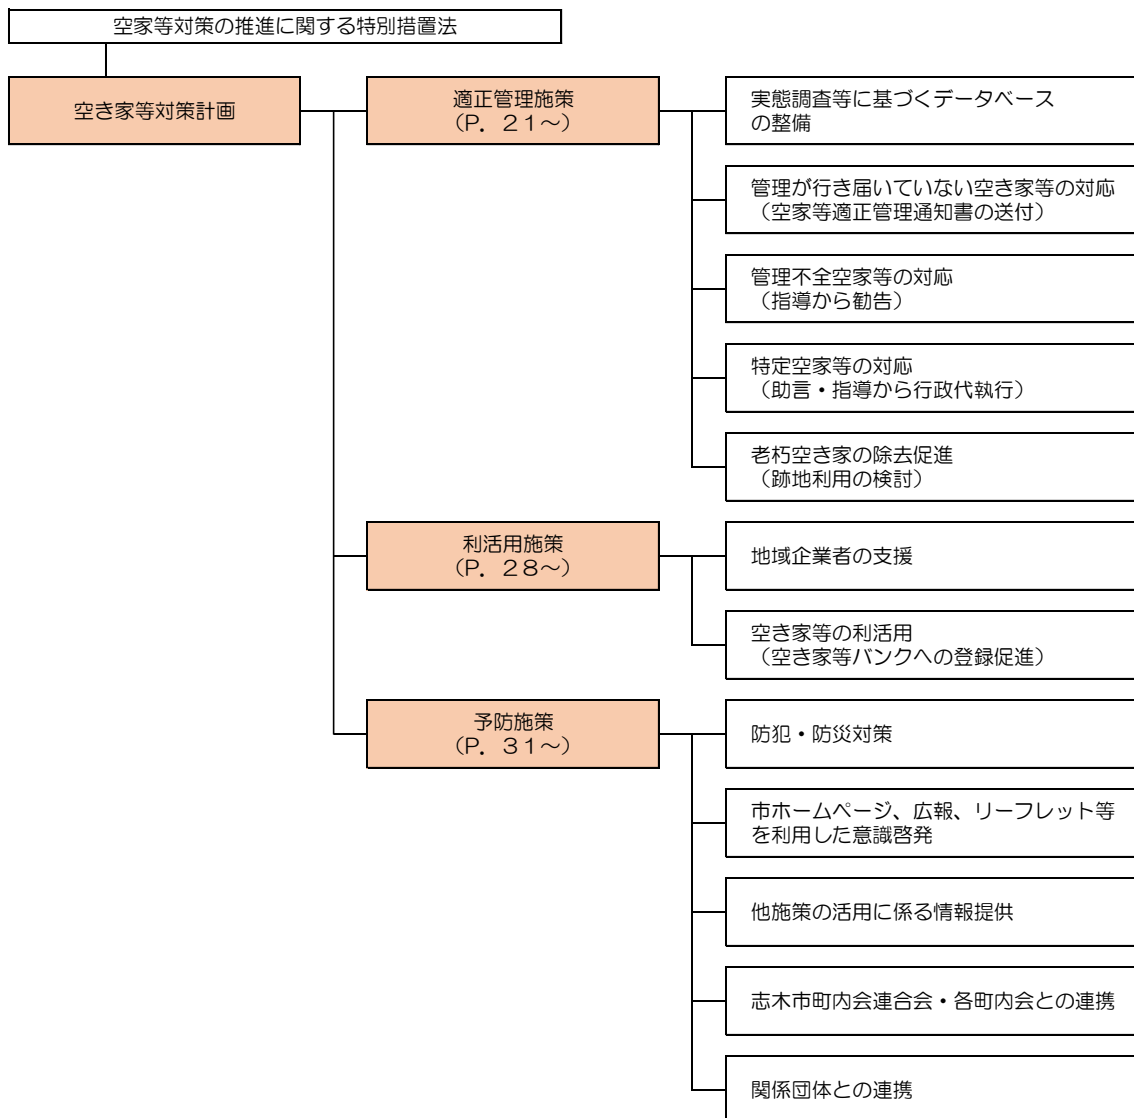 空家等対策の推進に関する特別措置法
空き家等対策計画
適正管理施策
（P．21～）
実態調査等に基づくデータベース
の整備
管理が行き届いていない空き家等の対応
（空家等適正管理通知書の送付）
管理不全空家等の対応
（指導から勧告）
特定空家等の対応
（助言・指導から行政代執行）
老朽空き家の除去促進
（跡地利用の検討）
利活用施策
（P．28～）
地域企業者の支援
空き家等の利活用
（空き家等バンクへの登録促進）
予防施策
（P．31～）
防犯・防災対策
市ホームページ、広報、リーフレット等
を利用した意識啓発
他施策の活用に係る情報提供
志木市町内会連合会・各町内会との連携
関係団体との連携